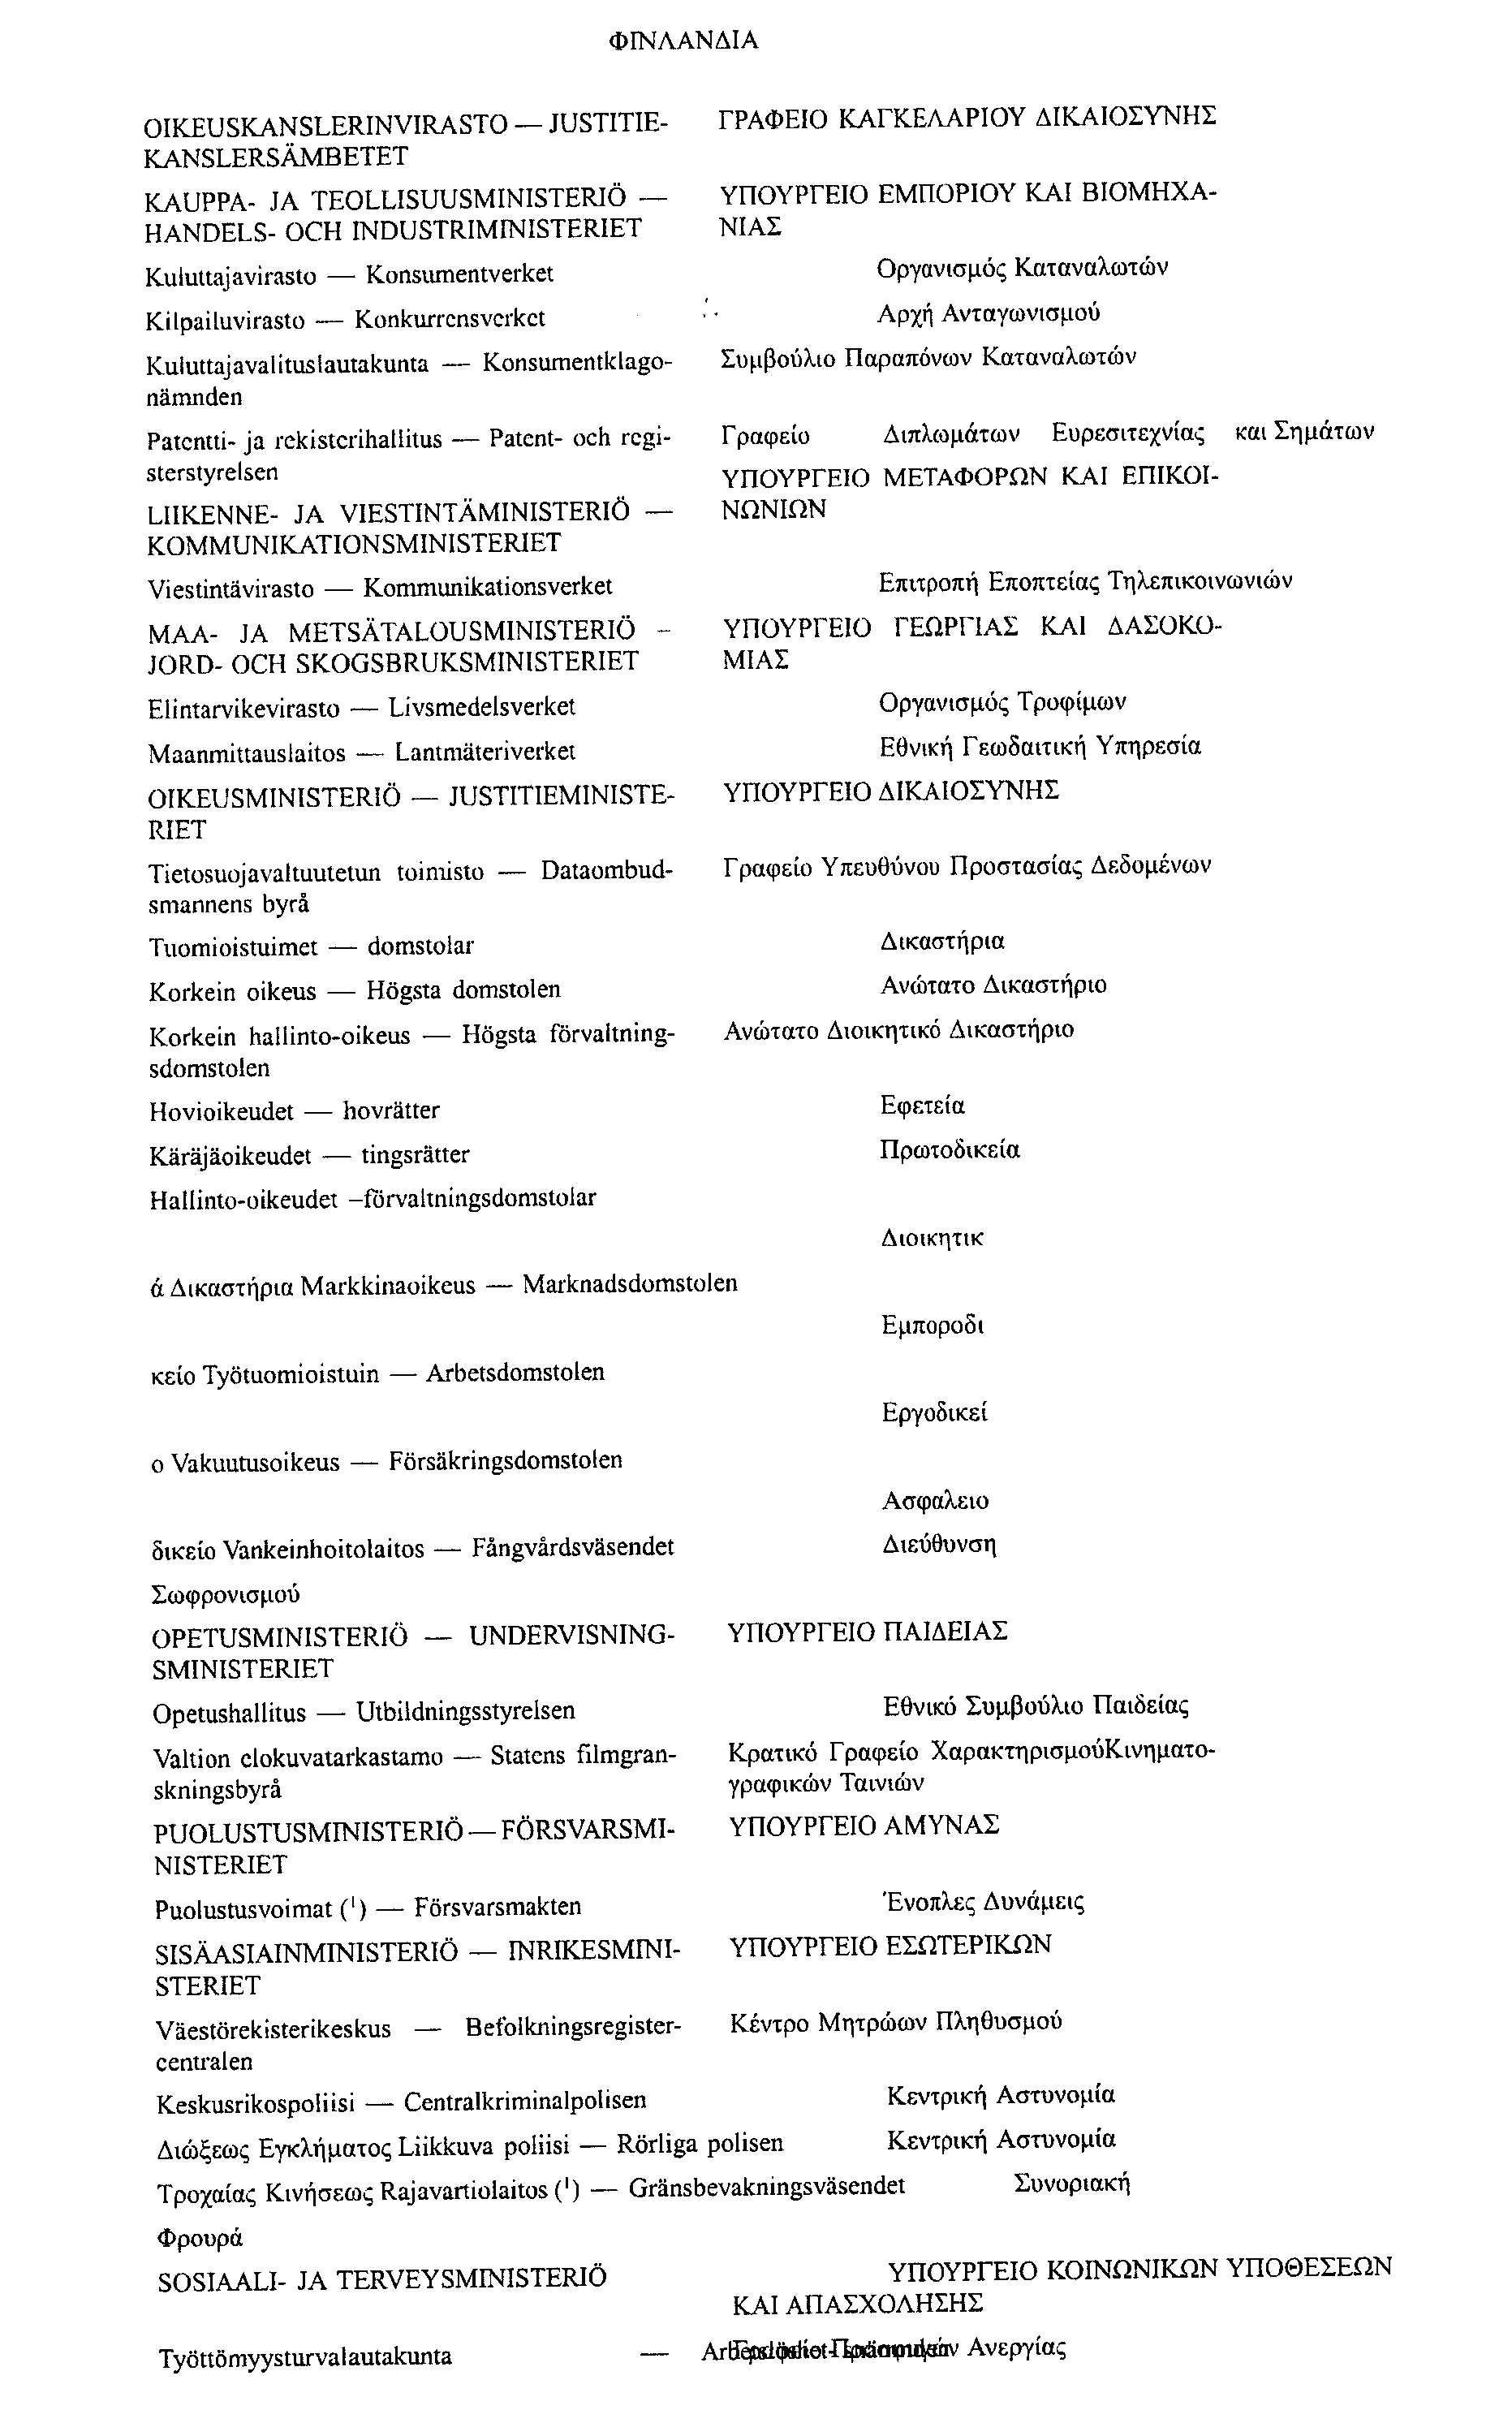 ΦΙΝΛΑΝΔΙΑ
OIKEUSKANSLERINVIRASTO — JUSTITIE-
KANSLERSÄMBETET
ΓΡΑΦΕΙΟ ΚΑΓΚΕΛΑΡΙΟΥ ΔΙΚΑΙΟΣΥΝΗΣ
KAUPPA- JA TEOLLISUUSMINISTERIÖ —
HANDELS- OCH INDUSTRIMINISTERIET
ΥΠΟΥΡΓΕΙΟ ΕΜΠΟΡΙΟΥ ΚΑΙ ΒΙΟΜΗΧΑ-
ΝΙΑΣ
Kuluttajavirasto — Konsumentverket
Οργανισμός Καταναλωτών
Kilpailuvirasto — Konkurrensverket
Αρχή Ανταγωνισμού
Kuluttajavalituslautakunta — Konsumentklago-
nämnden
Συμβούλιο Παραπόνων Καταναλωτών
Patentti- ja rekisterihallitus — Patent- och regi-
sterstyrelsen
Γραφείο Διπλωμάτων Ευρεσιτεχνίας και Σημάτων
LIIKENNE- JA VIESTINTÄMINISTERIÖ —
KOMMUNIKATIONSMINISTERIET
ΥΠΟΥΡΓΕΙΟ ΜΕΤΑΦΟΡΩΝ ΚΑΙ ΕΠΙΚΟΙ-
ΝΩΝΙΩΝ
Viestintävirasto — Kommunikationsverket
Επιτροπή Εποπτείας Τηλεπικοινωνιών
MAA- JA METSÄTALOUSMINISTERIÖ –
JORD- OCH SKOGSBRUKSMINISTERIET
ΥΠΟΥΡΓΕΙΟ ΓΕΩΡΓΙΑΣ ΚΑΙ ΔΑΣΟΚΟ-
ΜΙΑΣ
Elintarvikevirasto — Livsmedelsverket
Οργανισμός Τροφίμων
Maanmittauslaitos — Lantmäteriverket
Εθνική Γεωδαιτική Υπηρεσία
OIKEUSMINISTERIÖ — JUSTITIEMINISTE-
RIET
ΥΠΟΥΡΓΕΙΟ ΔΙΚΑΙΟΣΥΝΗΣ
Tietosuojavaltuutetun toimisto — Dataombud-
smannens byrå
Γραφείο Υπευθύνου Προστασίας Δεδομένων
Tuomioistuimet — domstolar
Δικαστήρια
Korkein oikeus — Högsta domstolen
Ανώτατο Δικαστήριο
Korkein hallinto-oikeus — Högsta förvaltning-
sdomstolen
Ανώτατο Διοικητικό Δικαστήριο
Hovioikeudet — hovrätter
Εφετεία
Käräjäoikeudet — tingsrätter
Πρωτοδικεία
Hallinto-oikeudet –förvaltningsdomstolar
Διοικητικ
ά Δικαστήρια Markkinaoikeus — Marknadsdomstolen
Εμποροδι
κείο Työtuomioistuin — Arbetsdomstolen
Εργοδικεί
ο Vakuutusoikeus — Försäkringsdomstolen
Ασφαλειο
δικείο Vankeinhoitolaitos — Fångvårdsväsendet
Διεύθυνση
Σωφρονισμού
OPETUSMINISTERIÖ — UNDERVISNING-
SMINISTERIET
ΥΠΟΥΡΓΕΙΟ ΠΑΙΔΕΙΑΣ
Opetushallitus — Utbildningsstyrelsen
Εθνικό Συμβούλιο Παιδείας
Valtion elokuvatarkastamo — Statens filmgran-
skningsbyrå
Κρατικό Γραφείο ΧαρακτηρισμούΚινηματο-
γραφικών Ταινιών
PUOLUSTUSMINISTERIÖ — FÖRSVARSMI-
NISTERIET
ΥΠΟΥΡΓΕΙΟ ΑΜΥΝΑΣ
Puolustusvoimat (¹) — Försvarsmakten
Ένοπλες Δυνάμεις
SISÄASIAINMINISTERIÖ — INRIKESMINI-
STERIET
ΥΠΟΥΡΓΕΙΟ ΕΣΩΤΕΡΙΚΩΝ
Väestörekisterikeskus — Befolkningsregister-
centralen
Κέντρο Μητρώων Πληθυσμού
Keskusrikospoliisi — Centralkriminalpolisen
Κεντρική Αστυνομία
Διώξεως Εγκλήματος Liikkuva poliisi — Rörliga polisen
Κεντρική Αστυνομία
Τροχαίας Κινήσεως Rajavartiolaitos (¹) — Gränsbevakningsväsendet
Συνοριακή
Φρουρά
SOSIAALI- JA TERVEYSMINISTERIÖ
ΥΠΟΥΡΓΕΙΟ ΚΟΙΝΩΝΙΚΩΝ ΥΠΟΘΕΣΕΩΝ
ΚΑΙ ΑΠΑΣΧΟΛΗΣΗΣ
Työttömyysturvalautakunta —
Ανεργίας